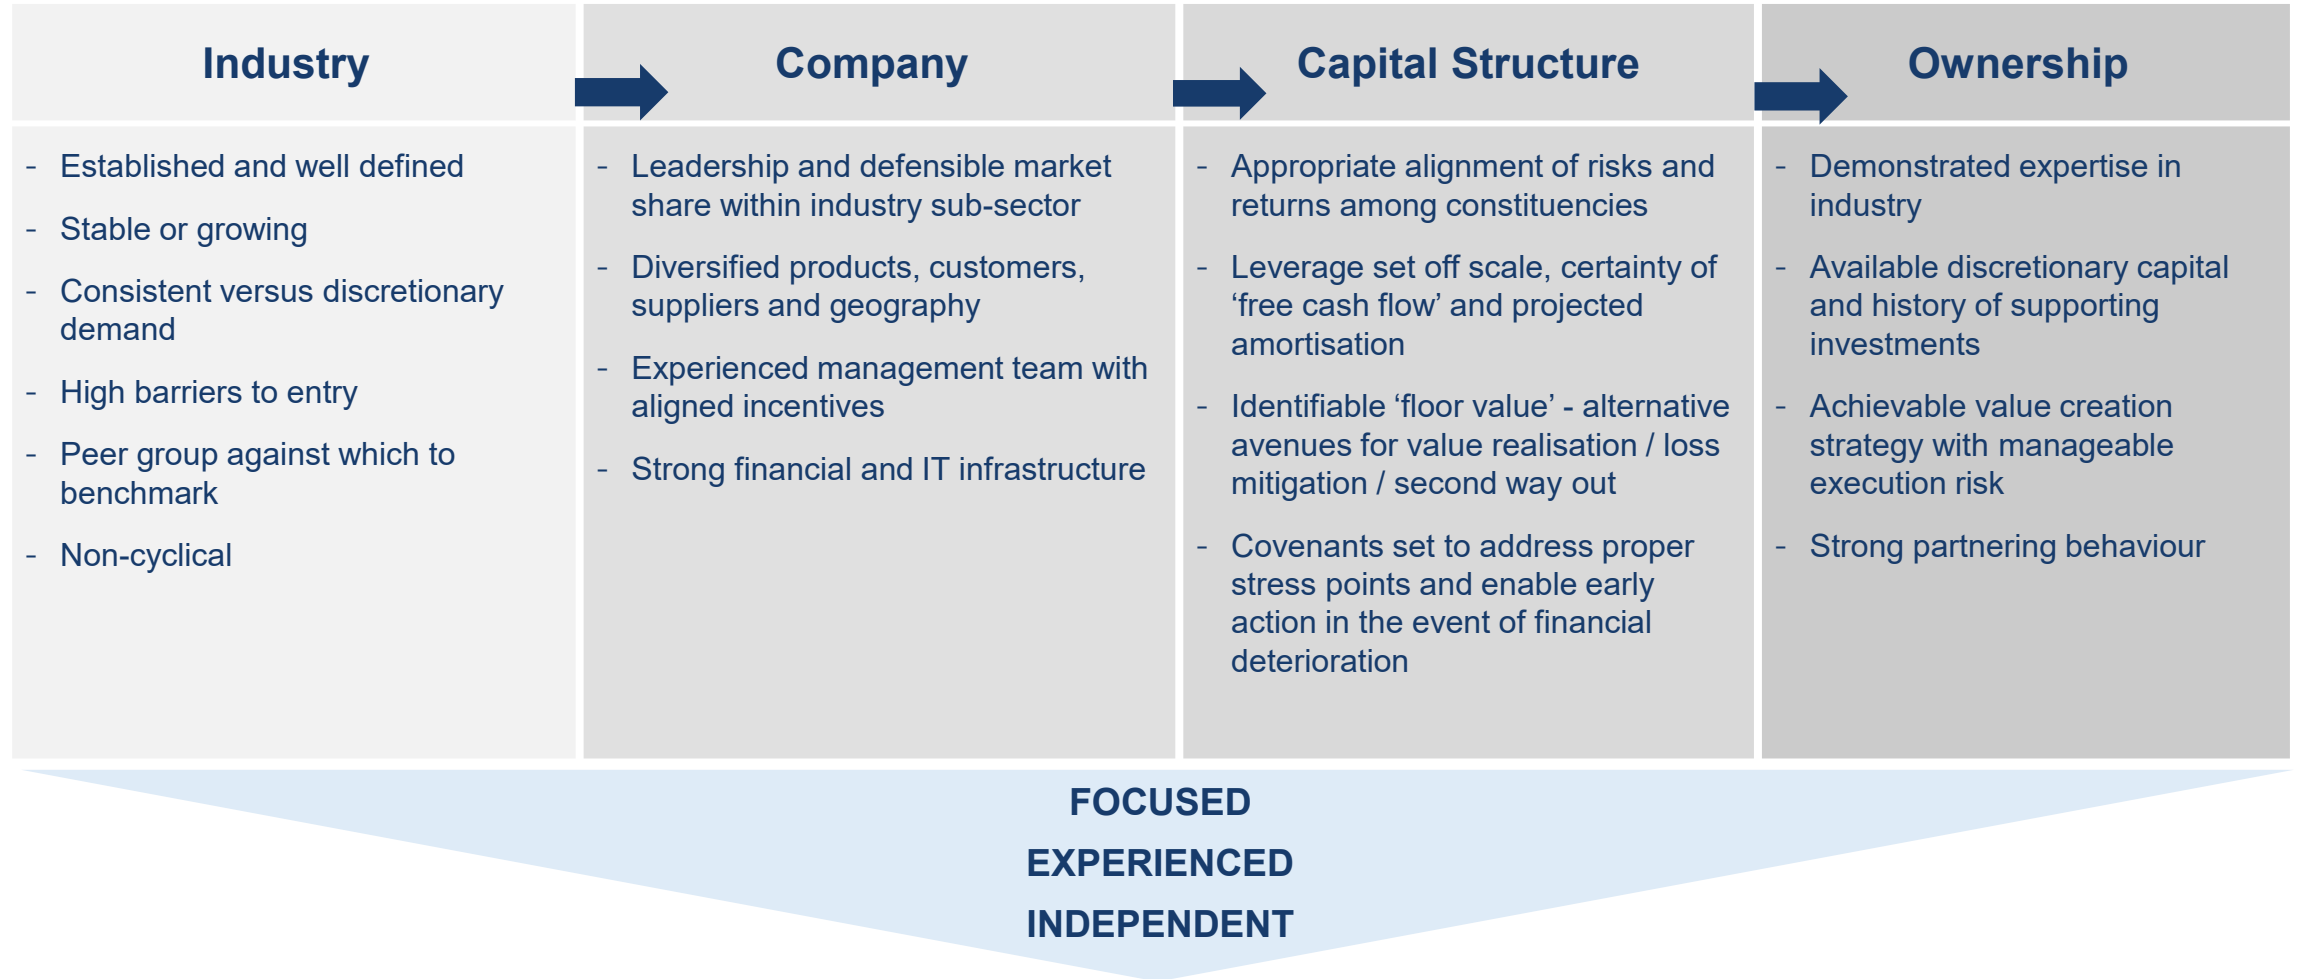 Industry
Company
Capital Structure
Ownership
- Established and well defined
- Stable or growing
- Consistent versus discretionary
demand
- High barriers to entry
- Peer group against which to
benchmark
- Non-cyclical
- Leadership and defensible market
share within industry sub-sector
- Diversified products, customers,
suppliers and geography
- Experienced management team with
aligned incentives
- Strong financial and IT infrastructure
- Appropriate alignment of risks and
returns among constituencies
- Leverage set off scale, certainty of
‘free cash flow’ and projected
amortisation
- Identifiable ‘floor value’ - alternative
avenues for value realisation / loss
mitigation / second way out
- Covenants set to address proper
stress points and enable early
action in the event of financial
deterioration
- Demonstrated expertise in
industry
- Available discretionary capital
and history of supporting
investments
- Achievable value creation
strategy with manageable
execution risk
- Strong partnering behaviour
FOCUSED
EXPERIENCED
INDEPENDENT